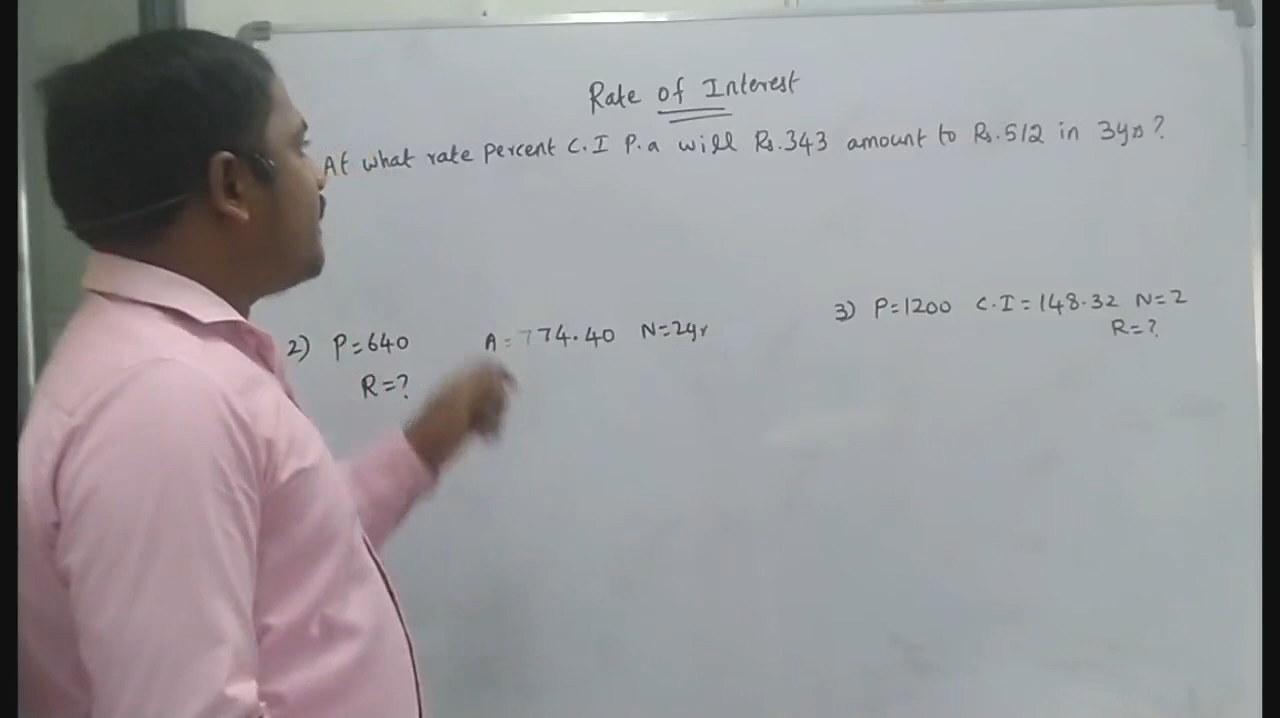 Rate of Interest
At what rate percent C.I P.a will Rs.343 amount to Rs.512 in 3yrs?
2) P=640 A=774.40 N=2yr
R=?
3) P=1200 C.I=148.32 N=2
R=?